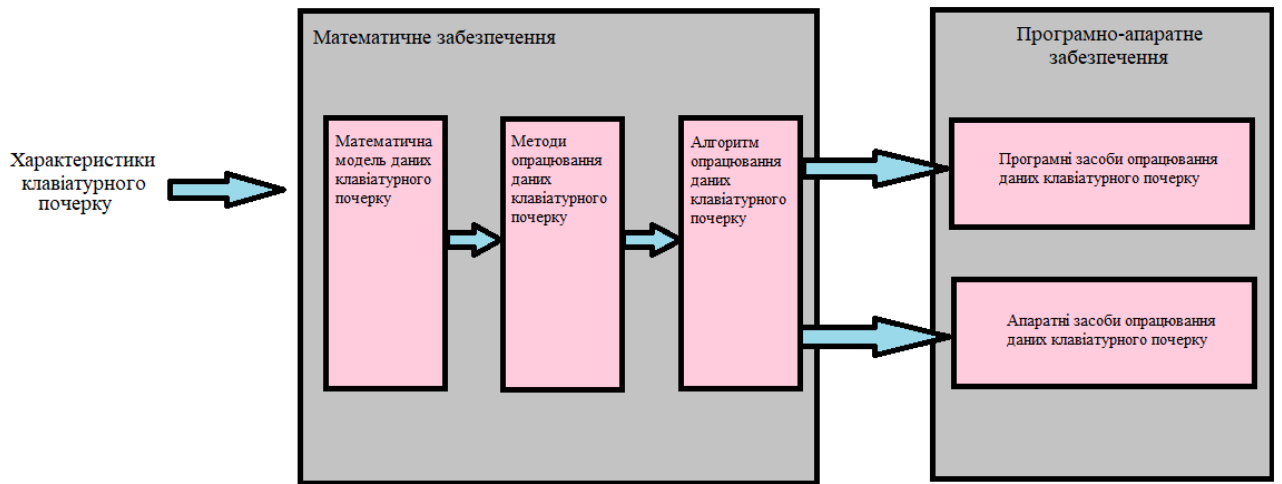 Характеристики
клавіатурного
почерку
Математичне забезпечення
Математична
модель даних
клавіатурного
почерку
Методи
опрацювання
даних
клавіатурного
почерку
Алгоритм
опрацювання
даних
клавіатурного
почерку
Програмно-апаратне
забезпечення
Програмні засоби опрацювання
даних клавіатурного почерку
Апаратні засоби опрацювання
даних клавіатурного почерку